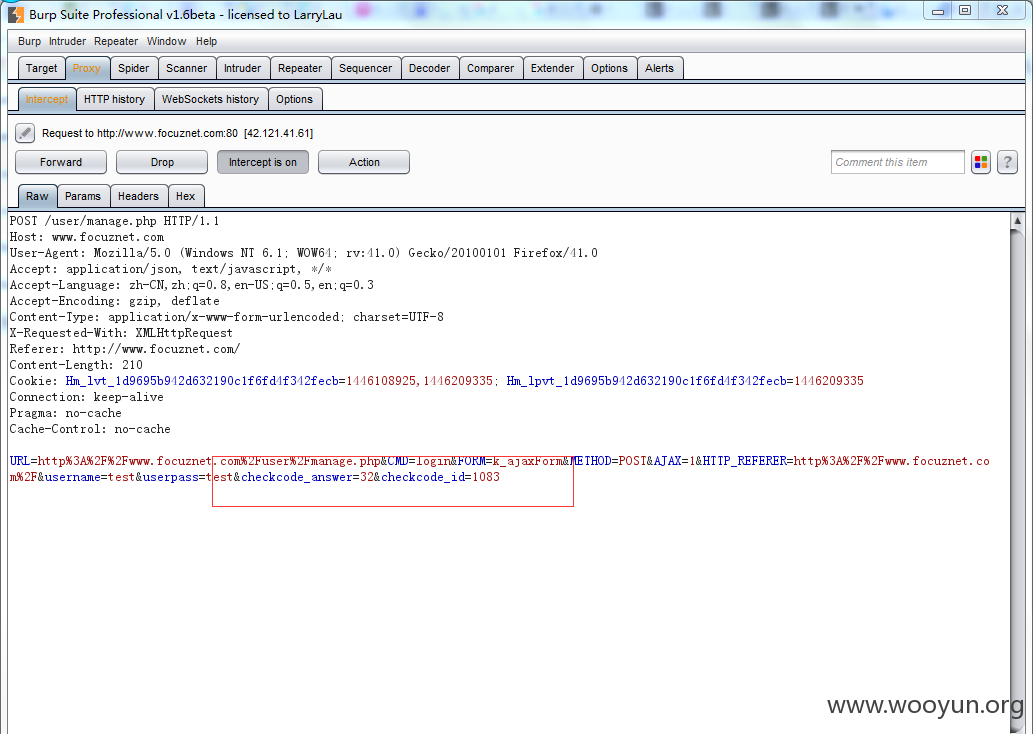 Burp Suite Professional v1.6beta - licensed to LarryLau
Burp Intruder Repeater Window Help
Target Proxy Spider Scanner Intruder Repeater Sequencer Decoder Comparer Extender Options Alerts
Intercept HTTP history WebSockets history Options
Request to http://www.focuznet.com:80 [42.121.41.61]
Forward Drop Intercept is on Action Comment this item ?
Raw Params Headers Hex
POST /user/manage.php HTTP/1.1
Host: www.focuznet.com
User-Agent: Mozilla/5.0 (Windows NT 6.1; WOW64; rv:41.0) Gecko/20100101 Firefox/41.0
Accept: application/json, text/javascript, */*
Accept-Language: zh-CN,zh;q=0.8,en-US;q=0.5,en;q=0.3
Accept-Encoding: gzip, deflate
Content-Type: application/x-www-form-urlencoded; charset=UTF-8
X-Requested-With: XMLHttpRequest
Referer: http://www.focuznet.com/
Content-Length: 210
Cookie: Hm_lvt_1d9695b942d632190c1f6fd4f342fecb=1446108925,1446209335; Hm_lpvt_1d9695b942d632190c1f6fd4f342fecb=1446209335
Connection: keep-alive
Pragma: no-cache
Cache-Control: no-cache
URL=http%3A%2F%2Fwww.focuznet.com%2Fuser%2Fmanage.php&CMD=login&FORM=k_ajaxForm&METHOD=POST&AJAX=1&HTTP_REFERER=http%3A%2F%2Fwww.focuznet.co
m%2F&username=test&userpass=test&checkcode_answer=32&checkcode_id=1083
www.wooyun.org